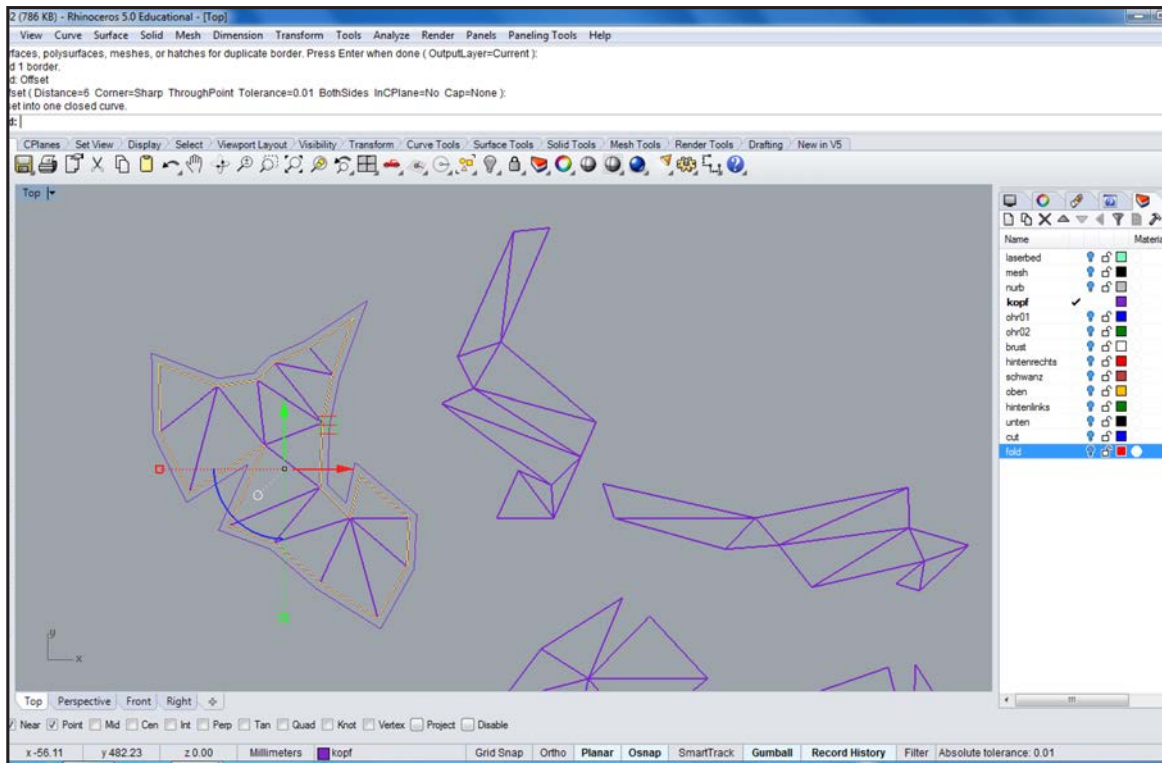 2 (786 KB) - Rhinoceros 5.0 Educational - [Top]
View Curve Surface Solid Mesh Dimension Transform Tools Analyze Render Panels Paneling Tools Help
rfaces, polysurfaces, meshes, or hatches for duplicate border. Press Enter when done ( OutputLayer=Current ):
d 1 border.
d: Offset
fset ( Distance=6 Corner=Sharp ThroughPoint Tolerance=0.01 BothSides InCPlane=No Cap=None ):
set into one closed curve.
d:
CPlanes Set View Display Select Viewport Layout Visibility Transform Curve Tools Surface Tools Solid Tools Mesh Tools Render Tools Drafting New in V5
Top
Name Materia
laserbed
mesh
nurb
kopf
ohr01
ohr02
brust
hintenrechts
schwanz
oben
hintenlinks
unten
cut
fold
y
x
Top Perspective Front Right
Near Point Mid Cen Int Perp Tan Quad Knot Vertex Project Disable
x -56.11 y 482.23 z 0.00 Millimeters kopf Grid Snap Ortho Planar Osnap SmartTrack Gumball Record History Filter Absolute tolerance: 0.01